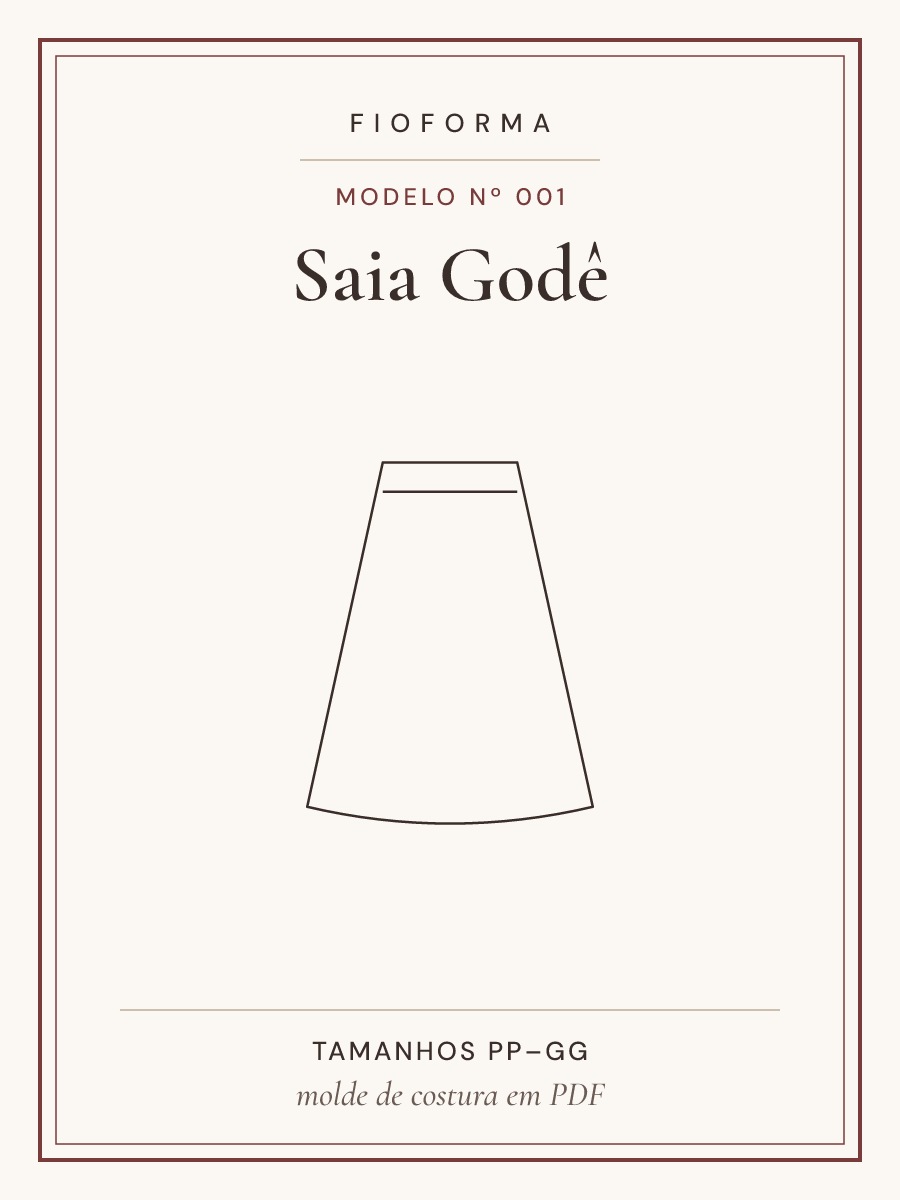 FIOFORMA
MODELO Nº 001
Saia Godê
TAMANHOS PP–GG
molde de costura em PDF